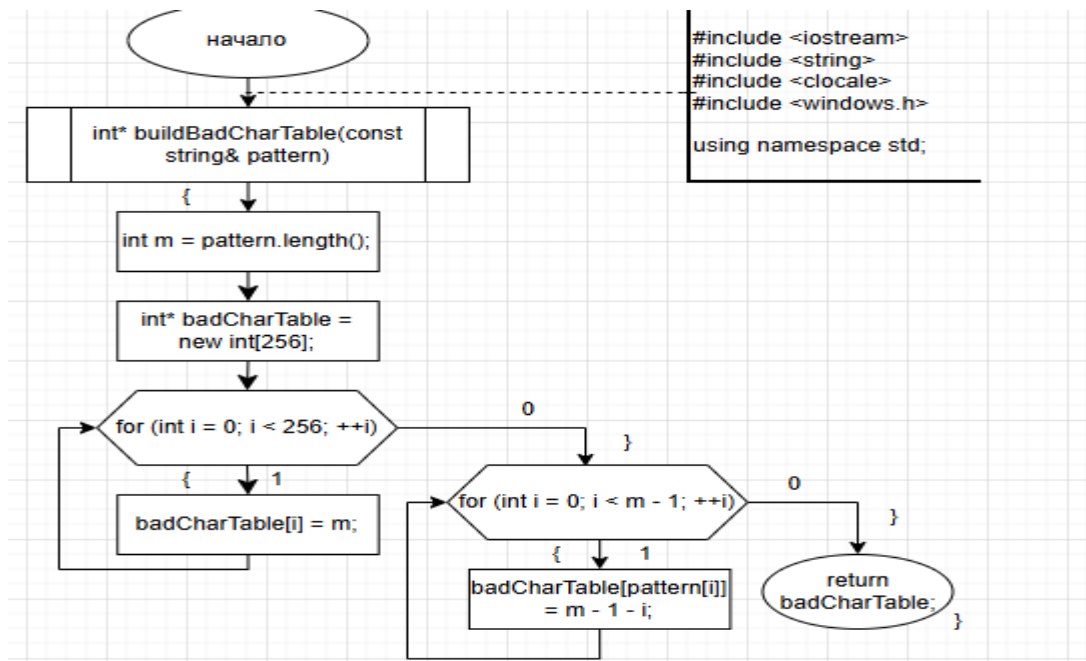 начало
#include <iostream>
#include <string>
#include <clocale>
#include <windows.h>
using namespace std;
int* buildBadCharTable(const
string& pattern)
{
int m = pattern.length();
int* badCharTable =
new int[256];
for (int i = 0; i < 256; ++i)
0
}
{
1
badCharTable[i] = m;
for (int i = 0; i < m - 1; ++i)
0
}
{
1
badCharTable[pattern[i]]
= m - 1 - i;
return
badCharTable;
}